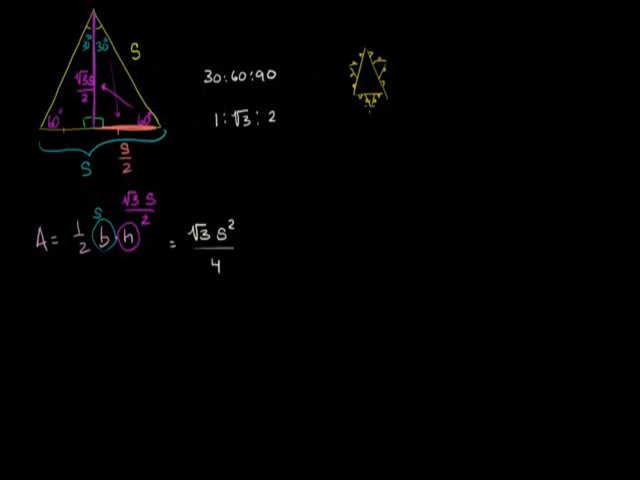 30° 30° S
√3 S / 2
60° 60°
S
S / 2
30:60:90
1:√3:2
S √3 S / 2
A = 1/2 b · h = √3 S² / 4